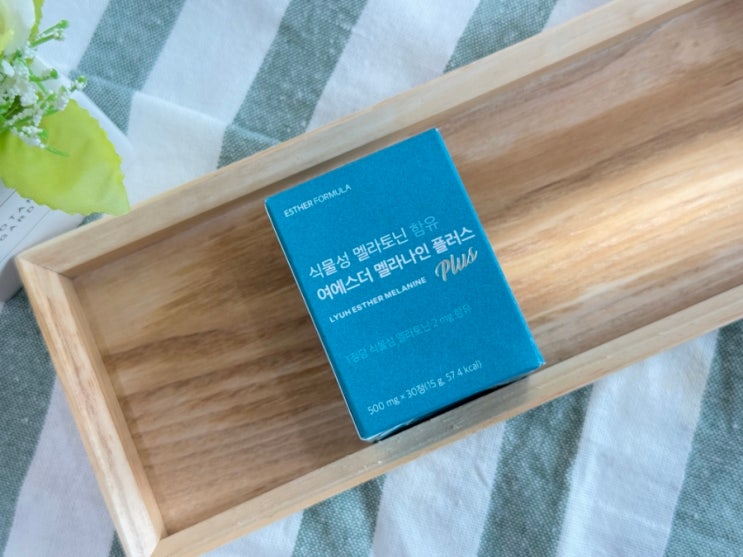 ESTHER FORMULA
식물성 멜라토닌 함유
여에스더 멜라나인 플러스
Plus
LYUH ESTHER MELANINE
1정당 식물성 멜라토닌 2 mg 함유
500 mg × 30정(15 g, 57.4 kcal)